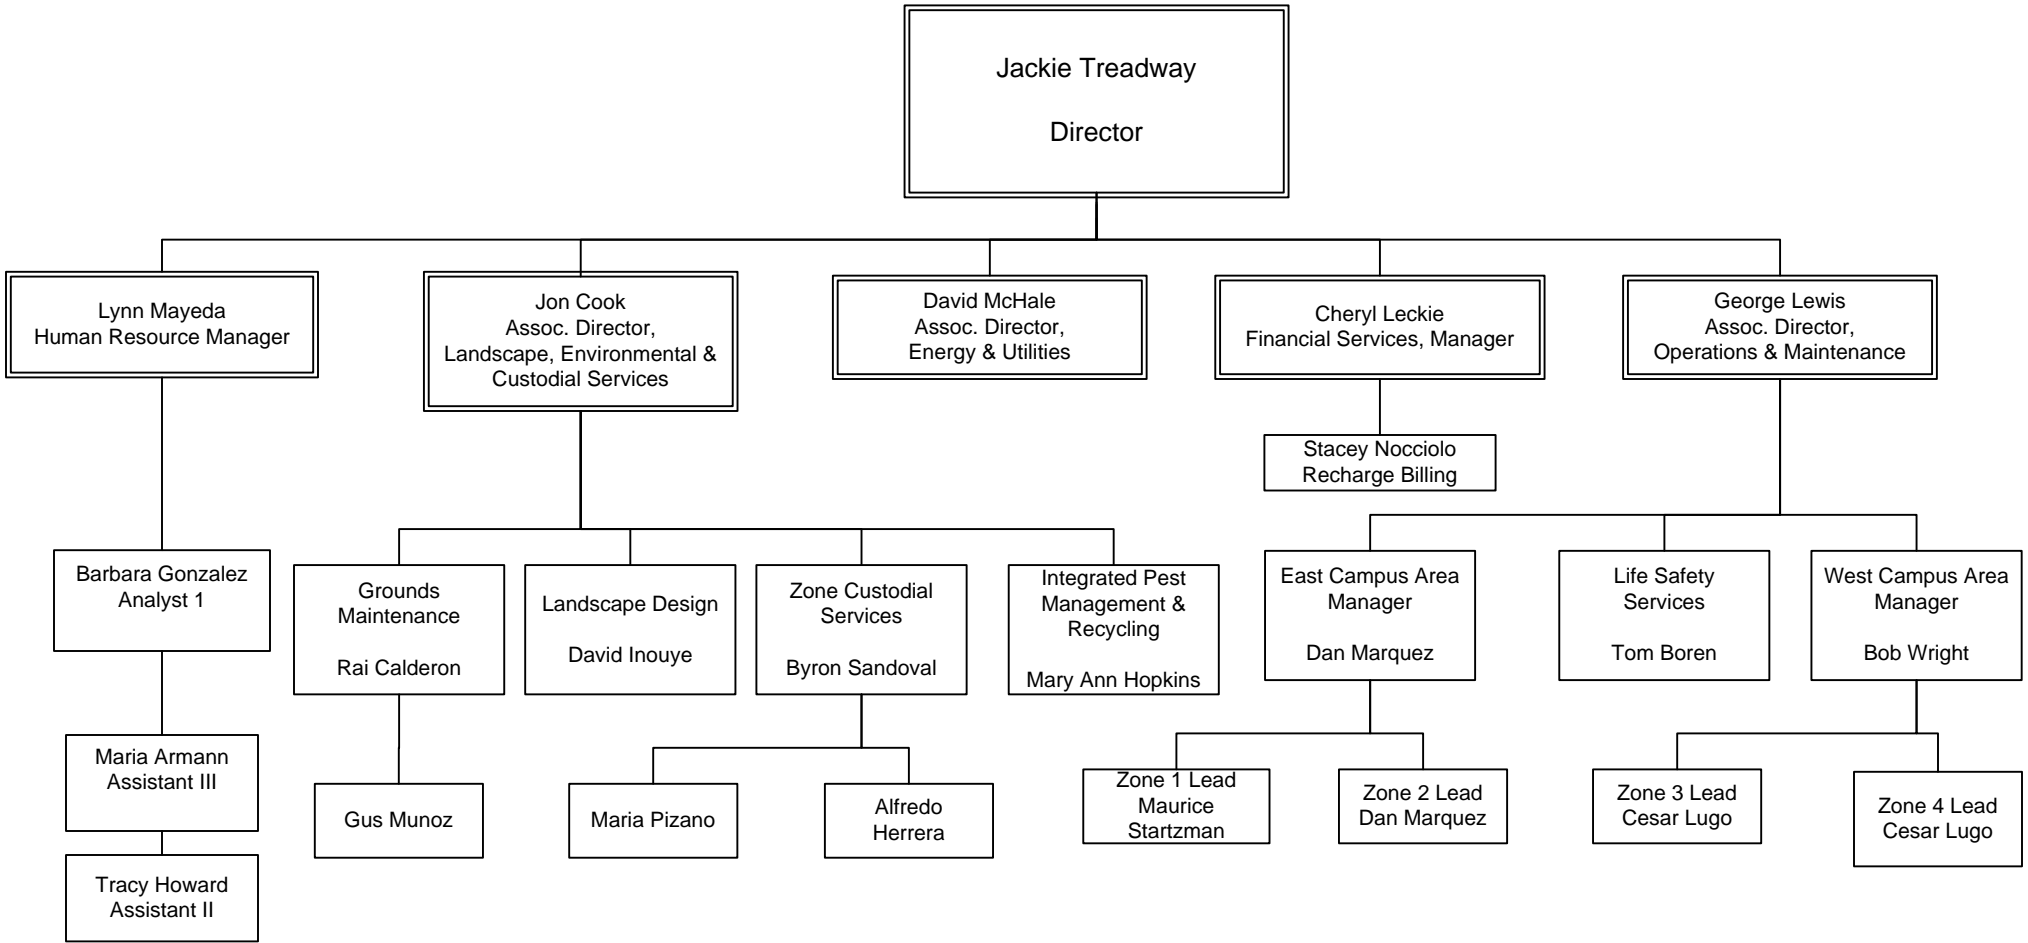 Jackie Treadway
Director
Lynn Mayeda
Human Resource Manager
Jon Cook
Assoc. Director,
Landscape, Environmental &
Custodial Services
David McHale
Assoc. Director,
Energy & Utilities
Cheryl Leckie
Financial Services, Manager
George Lewis
Assoc. Director,
Operations & Maintenance
Stacey Nocciolo
Recharge Billing
Barbara Gonzalez
Analyst 1
Grounds
Maintenance
Rai Calderon
Landscape Design
David Inouye
Zone Custodial
Services
Byron Sandoval
Integrated Pest
Management &
Recycling
Mary Ann Hopkins
East Campus Area
Manager
Dan Marquez
Life Safety
Services
Tom Boren
West Campus Area
Manager
Bob Wright
Maria Armann
Assistant III
Gus Munoz
Maria Pizano
Alfredo
Herrera
Zone 1 Lead
Maurice
Startzman
Zone 2 Lead
Dan Marquez
Zone 3 Lead
Cesar Lugo
Zone 4 Lead
Cesar Lugo
Tracy Howard
Assistant II